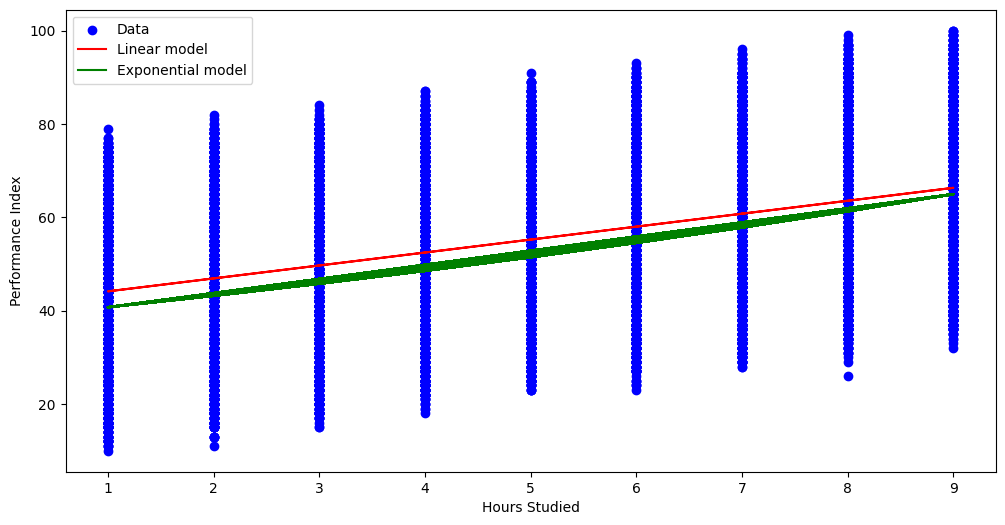 Data
Linear model
Exponential model
100
80
60
40
20
Performance Index
1 2 3 4 5 6 7 8 9
Hours Studied